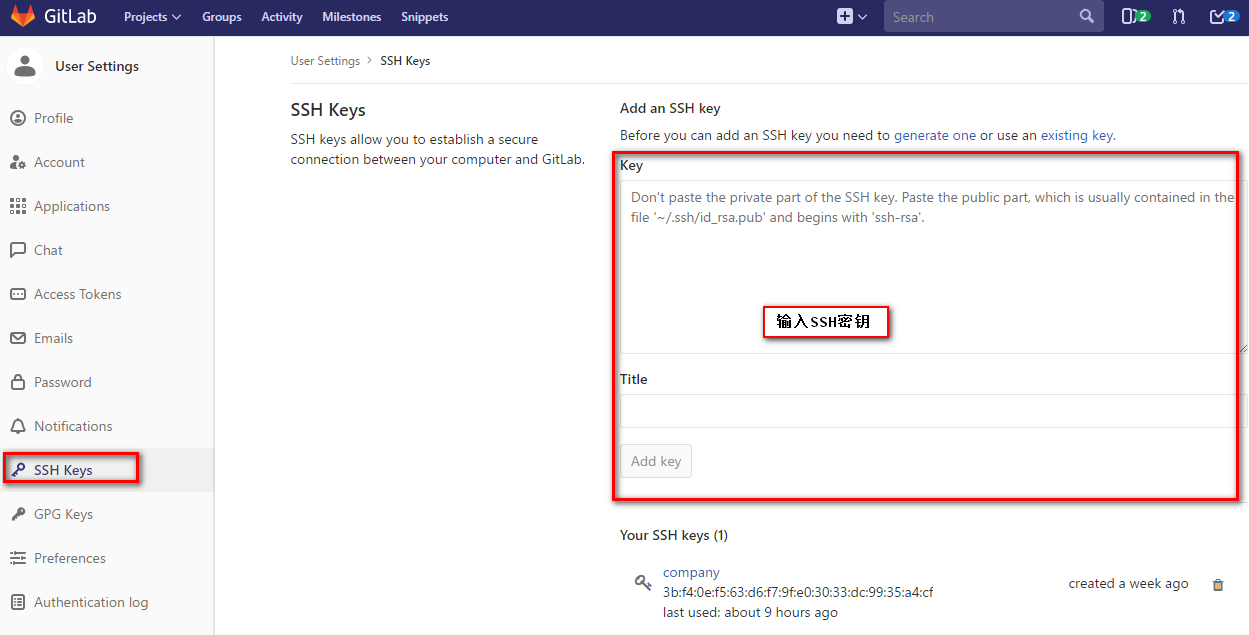 GitLab Projects Groups Activity Milestones Snippets Search 2 2
User Settings
Profile
Account
Applications
Chat
Access Tokens
Emails
Password
Notifications
SSH Keys
GPG Keys
Preferences
Authentication log
User Settings > SSH Keys
SSH Keys
SSH keys allow you to establish a secure
connection between your computer and GitLab.
Add an SSH key
Before you can add an SSH key you need to generate one or use an existing key.
Key
Don't paste the private part of the SSH key. Paste the public part, which is usually contained in the
file '~/.ssh/id_rsa.pub' and begins with 'ssh-rsa'.
输入SSH密钥
Title
Add key
Your SSH keys (1)
company
3b:f4:0e:f5:63:d6:f7:9f:e0:30:33:dc:99:35:a4:cf
last used: about 9 hours ago
created a week ago